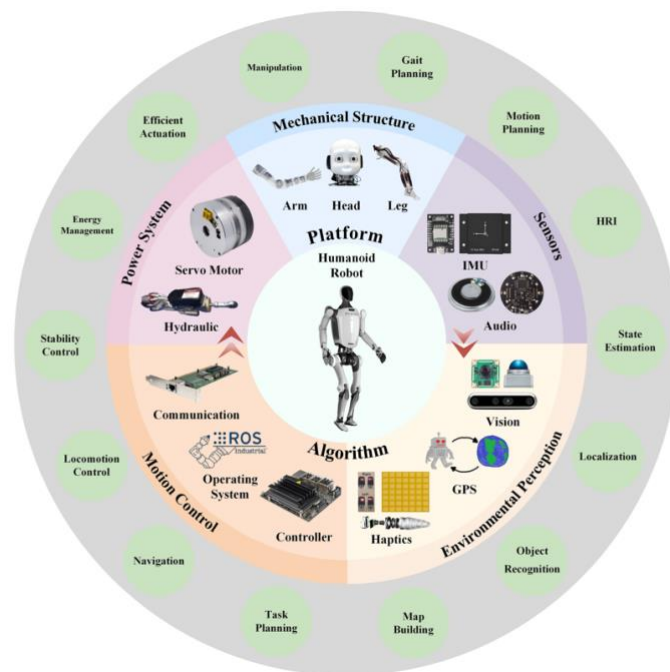 Manipulation
Gait
Planning
Efficient
Actuation
Motion
Planning
Mechanical Structure
Arm
Head
Leg
Energy
Management
Power System
Servo Motor
Hydraulic
Platform
Humanoid
Robot
Sensors
IMU
Audio
HRI
Stability
Control
State
Estimation
Communication
ROS
Industrial
Operating
System
Controller
Algorithm
Vision
GPS
Haptics
Locomotion
Control
Motion Control
Environmental Perception
Localization
Navigation
Object
Recognition
Task
Planning
Map
Building